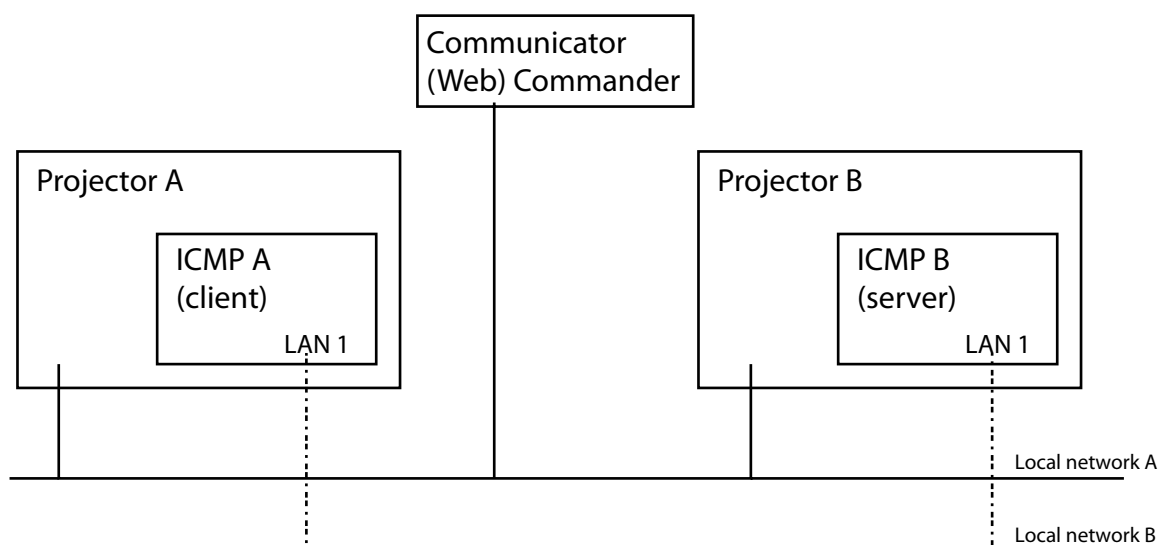 Communicator
(Web) Commander
Projector A
ICMP A
(client)
LAN 1
Projector B
ICMP B
(server)
LAN 1
Local network A
Local network B